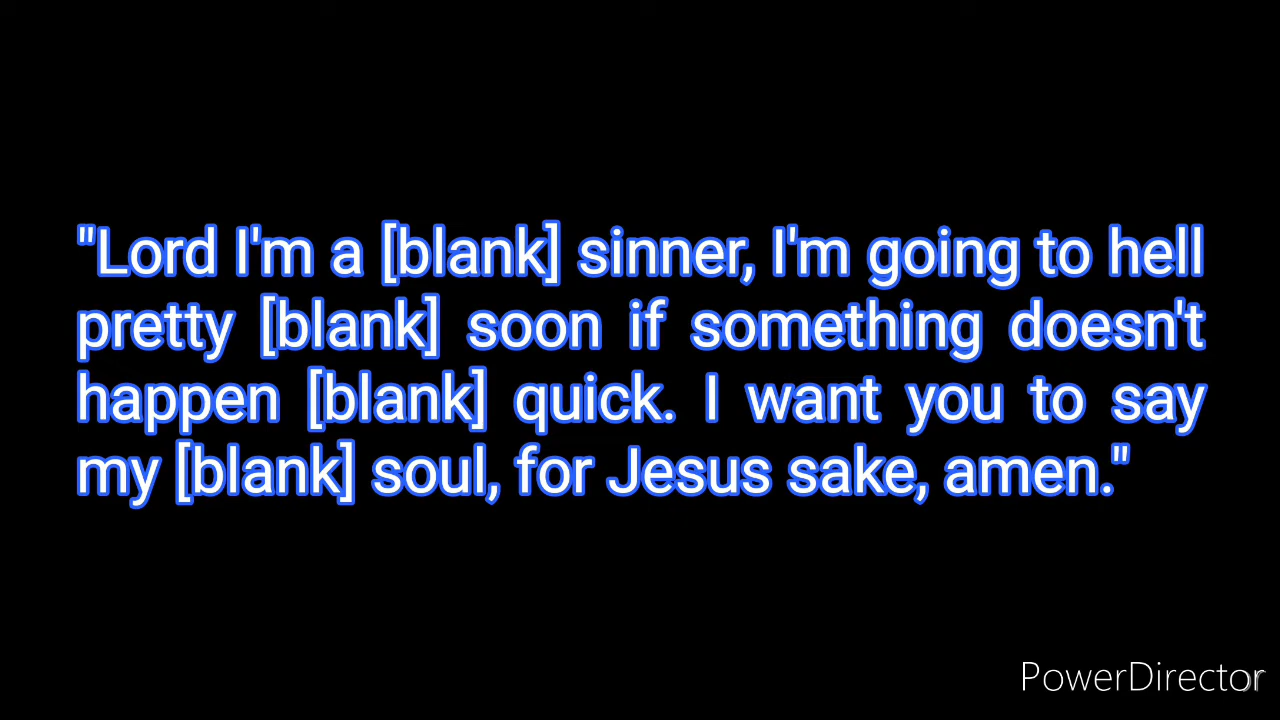 "Lord I'm a [blank] sinner, I'm going to hell
pretty [blank] soon if something doesn't
happen [blank] quick. I want you to say
my [blank] soul, for Jesus sake, amen."
PowerDirector